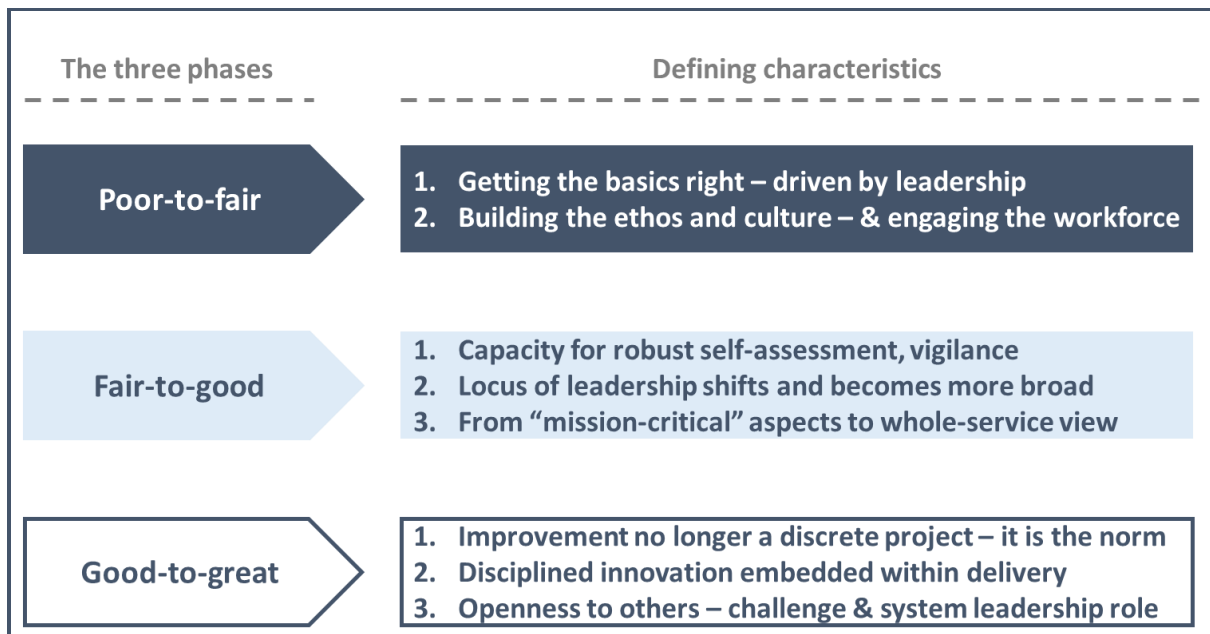 The three phases
Defining characteristics
Poor-to-fair
1. Getting the basics right – driven by leadership
2. Building the ethos and culture – & engaging the workforce
Fair-to-good
1. Capacity for robust self-assessment, vigilance
2. Locus of leadership shifts and becomes more broad
3. From “mission-critical” aspects to whole-service view
Good-to-great
1. Improvement no longer a discrete project – it is the norm
2. Disciplined innovation embedded within delivery
3. Openness to others – challenge & system leadership role